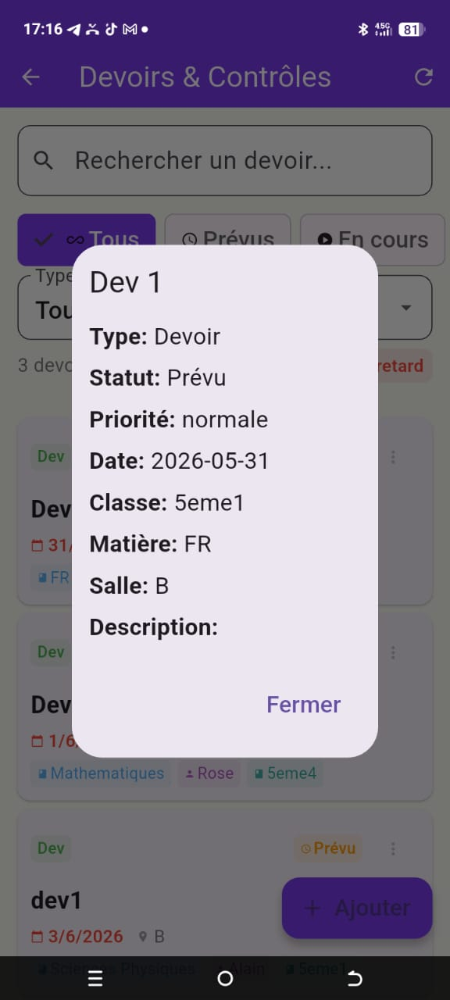 17:16
4.5G
81
Devoirs & Contrôles
Rechercher un devoir...
Tous
Prévus
En cours
Type
Tou
3 devo
retard
Dev 1
Type: Devoir
Statut: Prévu
Priorité: normale
Date: 2026-05-31
Classe: 5eme1
Matière: FR
Salle: B
Description:
Fermer
Dev
Dev
31/
FR
Dev
Dev
1/6
Mathematiques
Rose
5eme4
Dev
Prévu
dev1
Ajouter
3/6/2026
B
Sciences Physiques
Alain
5eme1